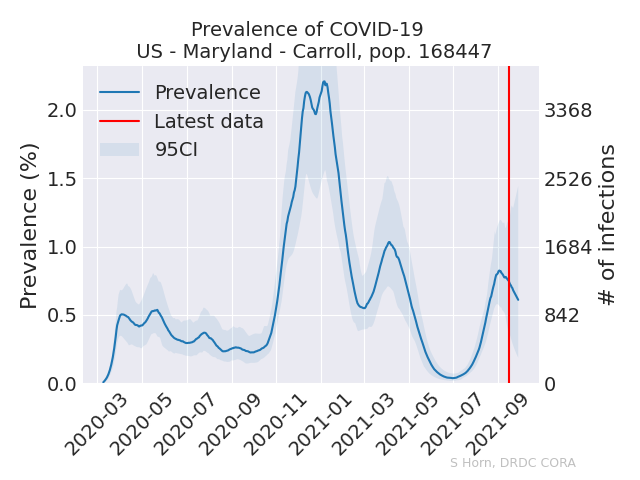 Prevalence of COVID-19
US - Maryland - Carroll, pop. 168447
Prevalence
Latest data
95CI
Prevalence (%)
2.0
1.5
1.0
0.5
0.0
3368
2526
1684
842
0
# of infections
2020-03
2020-05
2020-07
2020-09
2020-11
2021-01
2021-03
2021-05
2021-07
2021-09
S Horn, DRDC CORA